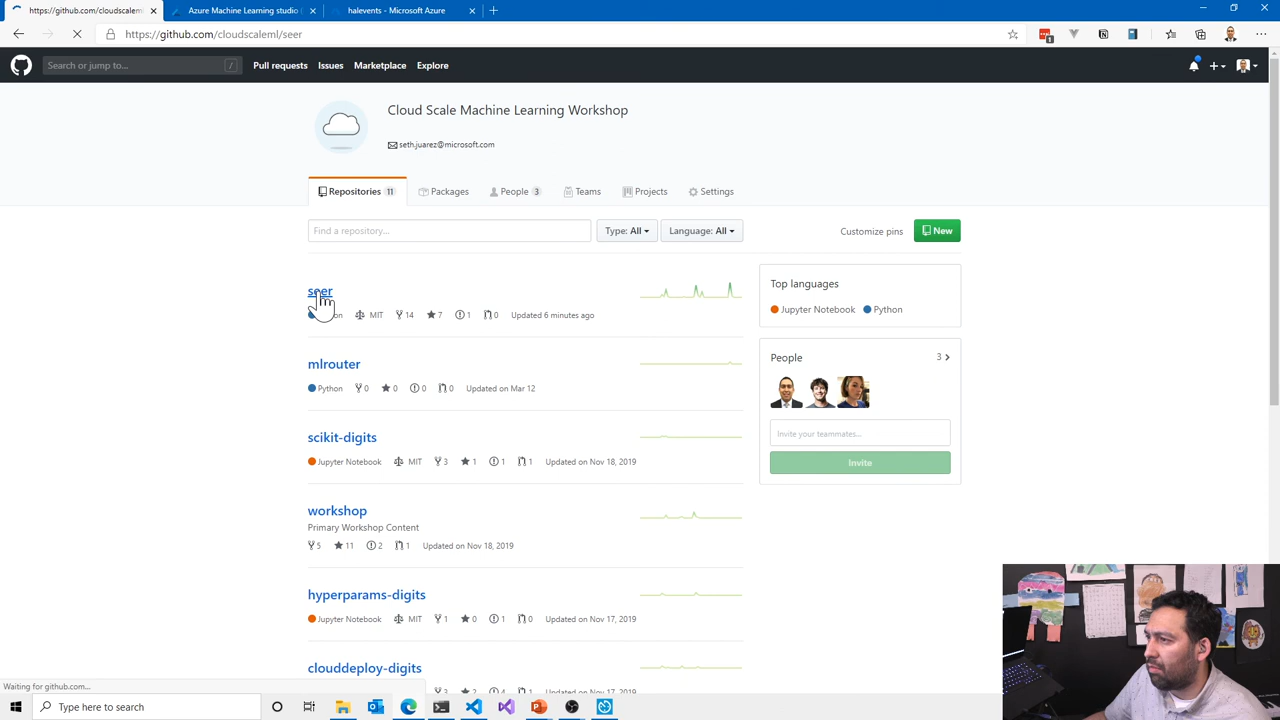 https://github.com/cloudscaleml
Azure Machine Learning studio
halevents - Microsoft Azure
https://github.com/cloudscaleml/seer
1
Search or jump to...
/
Pull requests
Issues
Marketplace
Explore
Cloud Scale Machine Learning Workshop
seth.juarez@microsoft.com
Repositories 11
Packages
People 3
Teams
Projects
Settings
Find a repository...
Type: All
Language: All
Customize pins
New
seer
MIT 14 7 1 0 Updated 6 minutes ago
mlrouter
Python 0 0 0 0 Updated on Mar 12
scikit-digits
Jupyter Notebook MIT 3 1 1 1 Updated on Nov 18, 2019
workshop
Primary Workshop Content
5 11 2 1 Updated on Nov 18, 2019
hyperparams-digits
Jupyter Notebook MIT 1 0 1 0 Updated on Nov 17, 2019
clouddeploy-digits
Top languages
Jupyter Notebook Python
People
3
Invite your teammates...
Invite
Waiting for github.com...
Type here to search